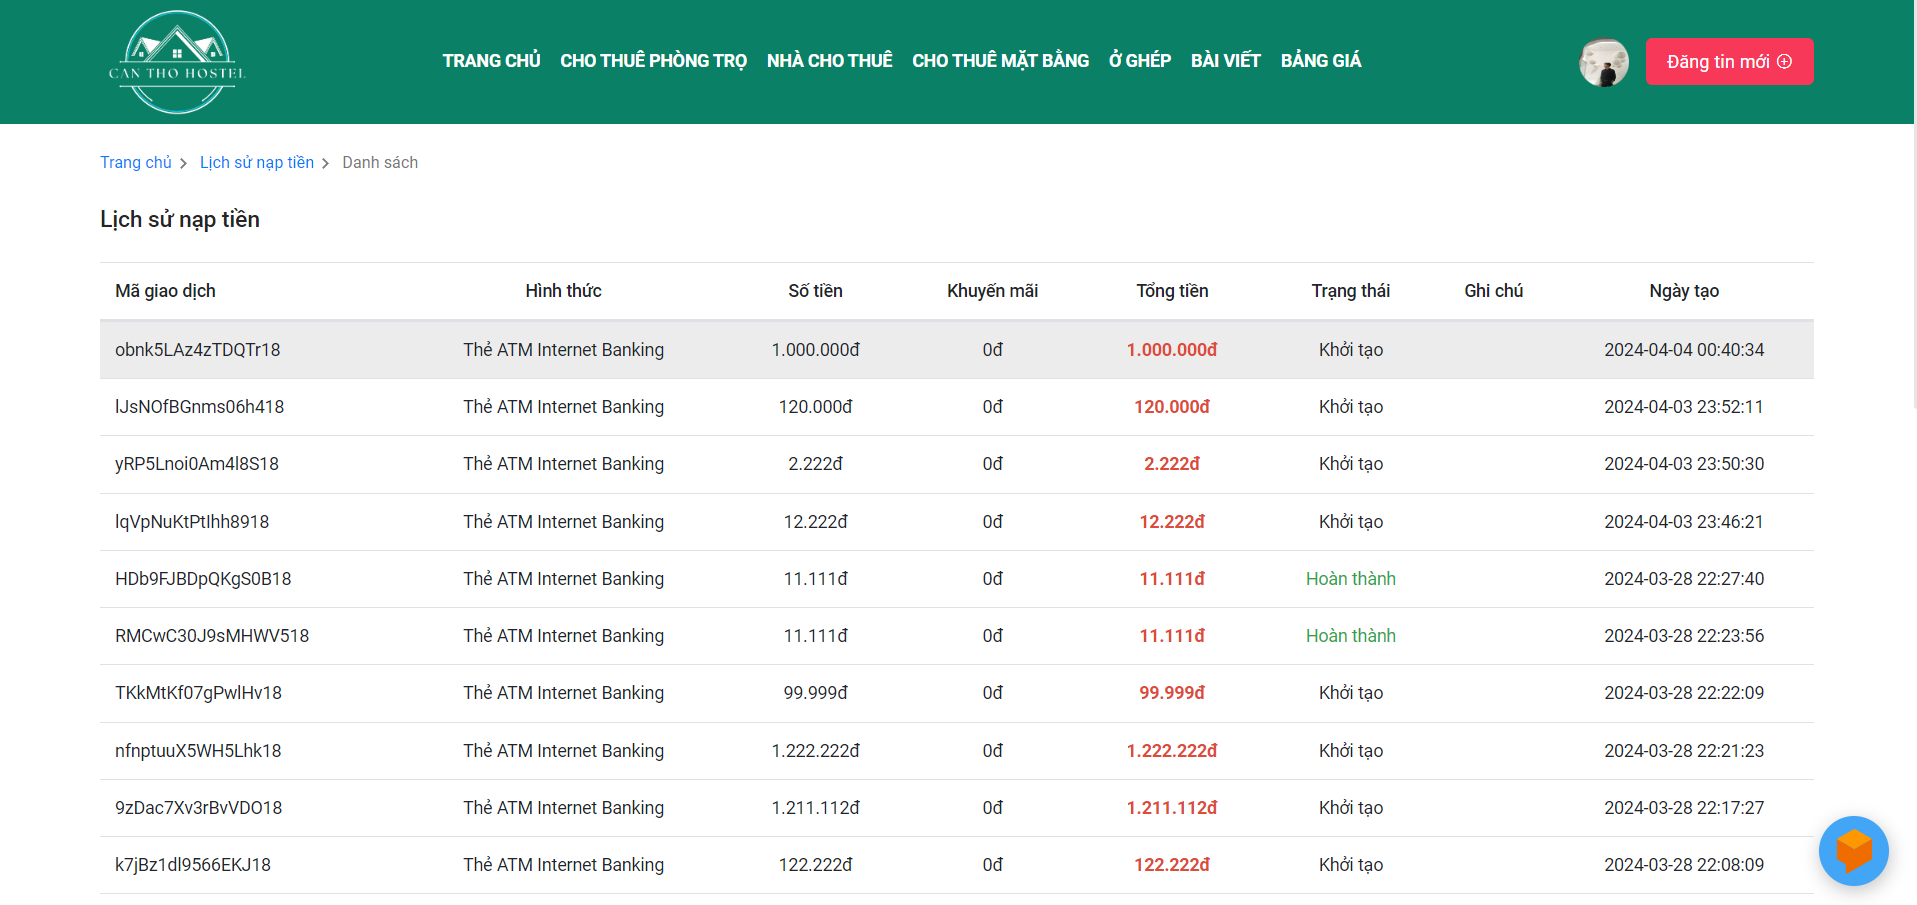 CAN THO HOSTEL
TRANG CHỦ CHO THUÊ PHÒNG TRỌ NHÀ CHO THUÊ CHO THUÊ MẶT BẰNG Ở GHÉP BÀI VIẾT BẢNG GIÁ
Đăng tin mới
Trang chủ Lịch sử nạp tiền Danh sách
Lịch sử nạp tiền
Mã giao dịch Hình thức Số tiền Khuyến mãi Tổng tiền Trạng thái Ghi chú Ngày tạo
obnk5LAz4zTDQTr18 Thẻ ATM Internet Banking 1.000.000đ 0đ 1.000.000đ Khởi tạo 2024-04-04 00:40:34
lJsNOfBGnms06h418 Thẻ ATM Internet Banking 120.000đ 0đ 120.000đ Khởi tạo 2024-04-03 23:52:11
yRP5Lnoi0Am4l8S18 Thẻ ATM Internet Banking 2.222đ 0đ 2.222đ Khởi tạo 2024-04-03 23:50:30
lqVpNuKtPtIhh8918 Thẻ ATM Internet Banking 12.222đ 0đ 12.222đ Khởi tạo 2024-04-03 23:46:21
HDb9FJBDpQKgS0B18 Thẻ ATM Internet Banking 11.111đ 0đ 11.111đ Hoàn thành 2024-03-28 22:27:40
RMCwC30J9sMHWV518 Thẻ ATM Internet Banking 11.111đ 0đ 11.111đ Hoàn thành 2024-03-28 22:23:56
TKkMtKf07gPwlHv18 Thẻ ATM Internet Banking 99.999đ 0đ 99.999đ Khởi tạo 2024-03-28 22:22:09
nfnptuuX5WH5Lhk18 Thẻ ATM Internet Banking 1.222.222đ 0đ 1.222.222đ Khởi tạo 2024-03-28 22:21:23
9zDac7Xv3rBvVDO18 Thẻ ATM Internet Banking 1.211.112đ 0đ 1.211.112đ Khởi tạo 2024-03-28 22:17:27
k7jBz1dl9566EKJ18 Thẻ ATM Internet Banking 122.222đ 0đ 122.222đ Khởi tạo 2024-03-28 22:08:09